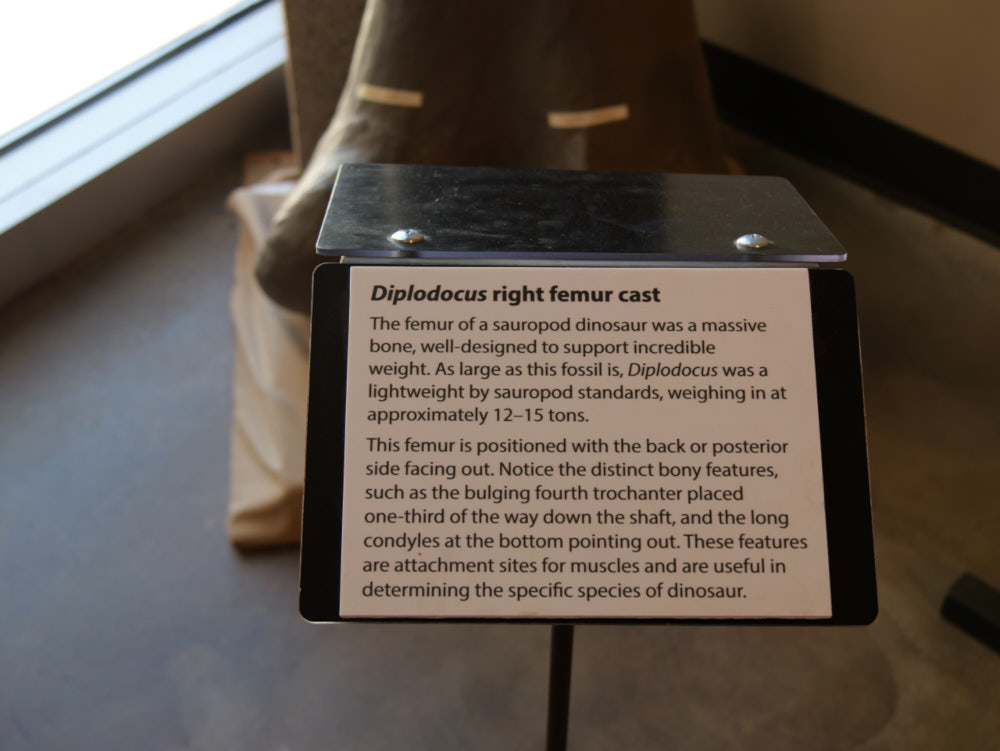 Diplodocus right femur cast
The femur of a sauropod dinosaur was a massive
bone, well-designed to support incredible
weight. As large as this fossil is, Diplodocus was a
lightweight by sauropod standards, weighing in at
approximately 12–15 tons.
This femur is positioned with the back or posterior
side facing out. Notice the distinct bony features,
such as the bulging fourth trochanter placed
one-third of the way down the shaft, and the long
condyles at the bottom pointing out. These features
are attachment sites for muscles and are useful in
determining the specific species of dinosaur.